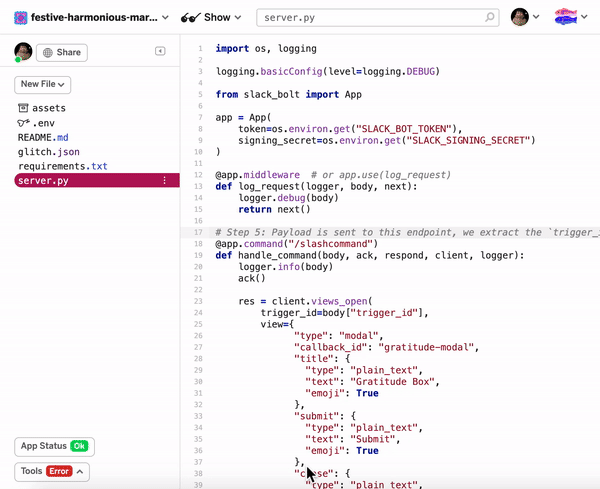 festive-harmonious-mar...
Show
server.py
Share
New File
assets
.env
README.md
glitch.json
requirements.txt
server.py
App Status Ok
Tools Error
1 import os, logging
2
3 logging.basicConfig(level=logging.DEBUG)
4
5 from slack_bolt import App
6
7 app = App(
8 token=os.environ.get("SLACK_BOT_TOKEN"),
9 signing_secret=os.environ.get("SLACK_SIGNING_SECRET")
10 )
11
12 @app.middleware # or app.use(log_request)
13 def log_request(logger, body, next):
14 logger.debug(body)
15 return next()
16
17 # Step 5: Payload is sent to this endpoint, we extract the `trigger_i
18 @app.command("/slashcommand")
19 def handle_command(body, ack, respond, client, logger):
20 logger.info(body)
21 ack()
22
23 res = client.views_open(
24 trigger_id=body["trigger_id"],
25 view={
26 "type": "modal",
27 "callback_id": "gratitude-modal",
28 "title": {
29 "type": "plain_text",
30 "text": "Gratitude Box",
31 "emoji": True
32 },
33 "submit": {
34 "type": "plain_text",
35 "text": "Submit",
36 "emoji": True
37 },
38 "close": {
39 "type": "plain_text",